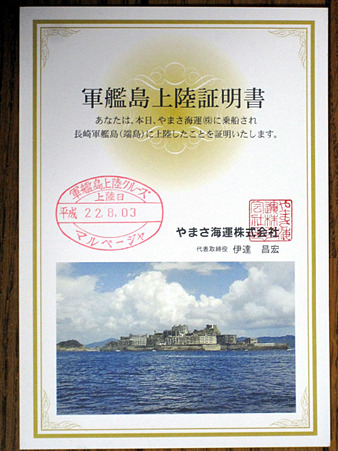 軍艦島上陸証明書
あなたは、本日、やまさ海運㈱に乗船され
長崎軍艦島(端島)に上陸したことを証明いたします。
軍艦島上陸クルーズ
上陸日
平成 22.8.03
マルベージャ
やまさ海運株式会社
代表取締役 伊達 昌宏